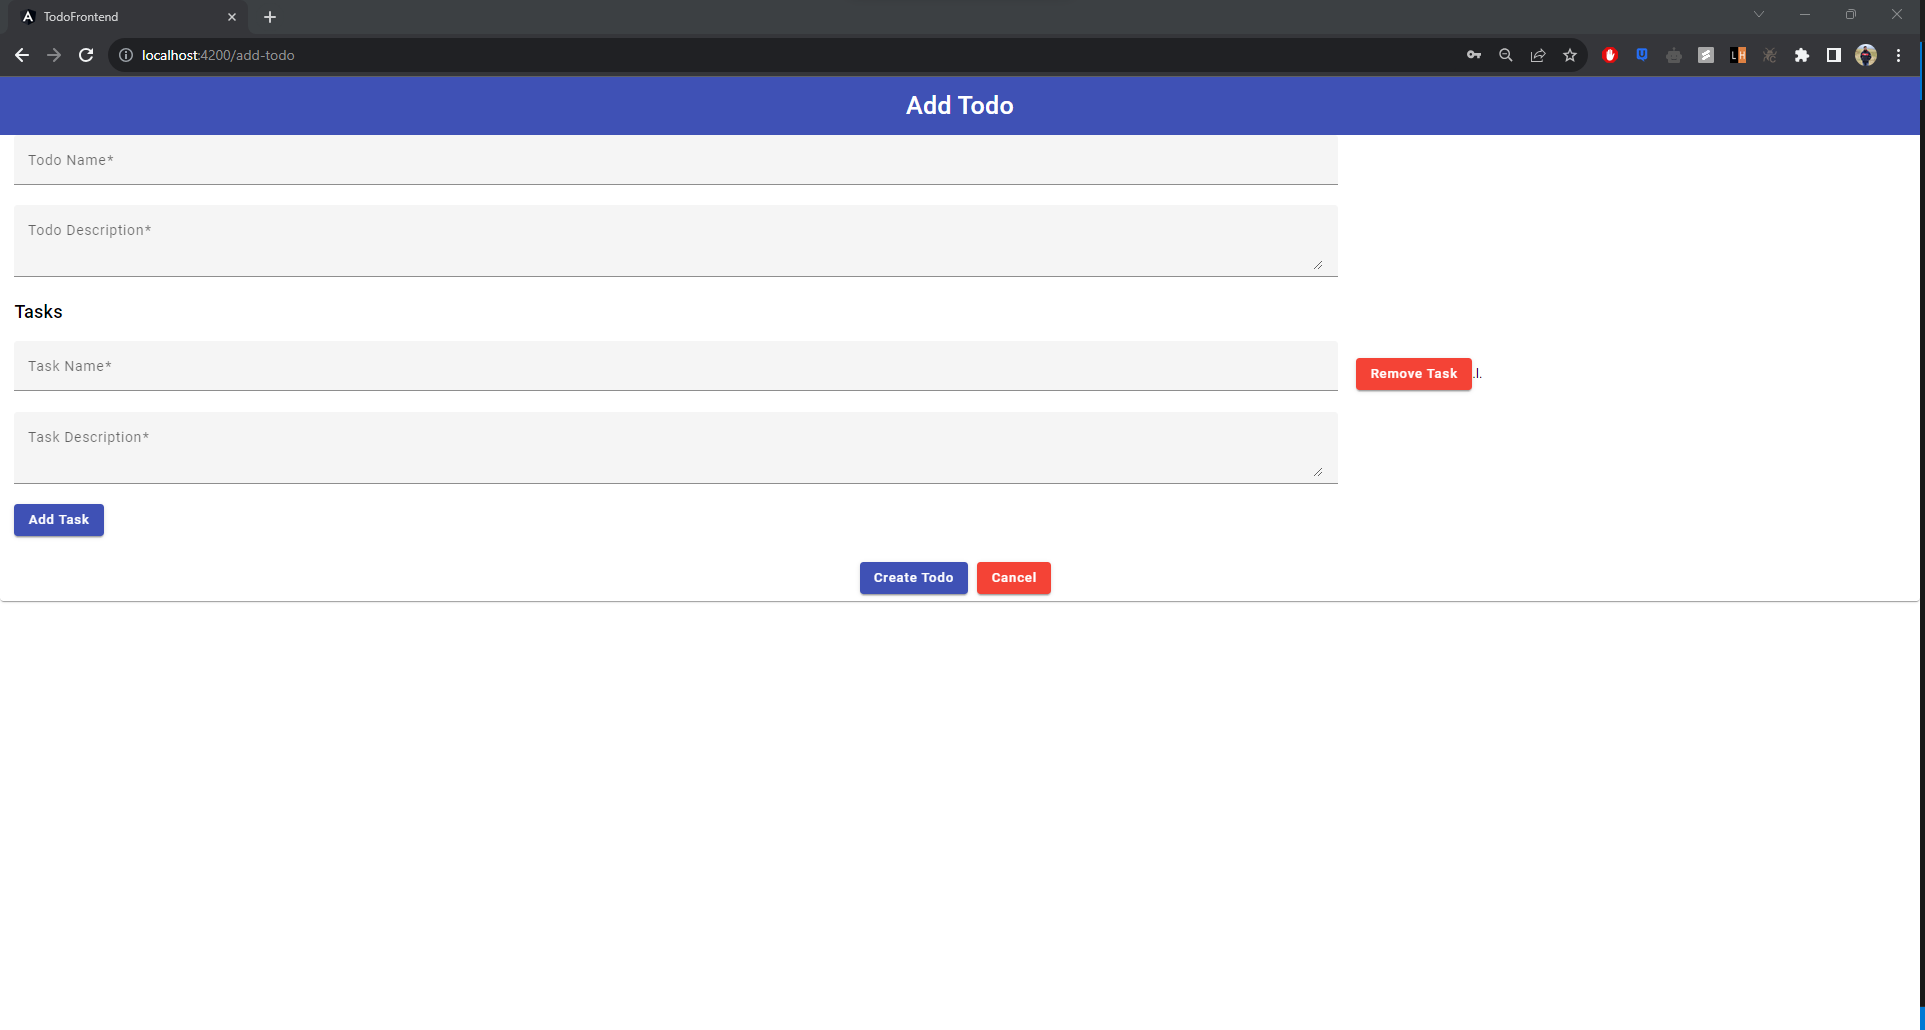 TodoFrontend
localhost:4200/add-todo
Add Todo
Todo Name*
Todo Description*
Tasks
Task Name*
Remove Task .l.
Task Description*
Add Task
Create Todo Cancel